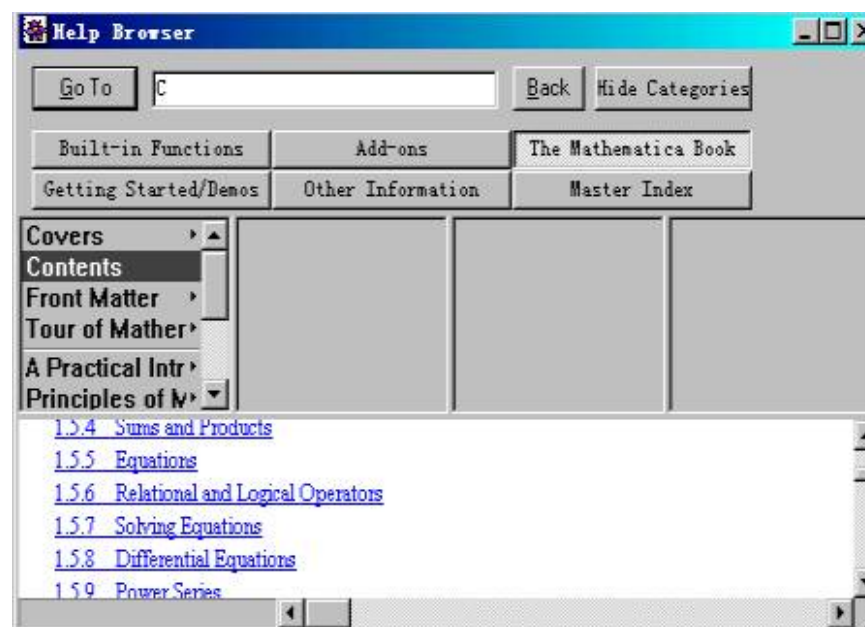 Help Browser
Go To C Back Hide Categories
Built-in Functions Add-ons The Mathematica Book
Getting Started/Demos Other Information Master Index
Covers
Contents
Front Matter
Tour of Mather
A Practical Intr
Principles of M
1.5.4 Sums and Products
1.5.5 Equations
1.5.6 Relational and Logical Operators
1.5.7 Solving Equations
1.5.8 Differential Equations
1.5.9 Power Series